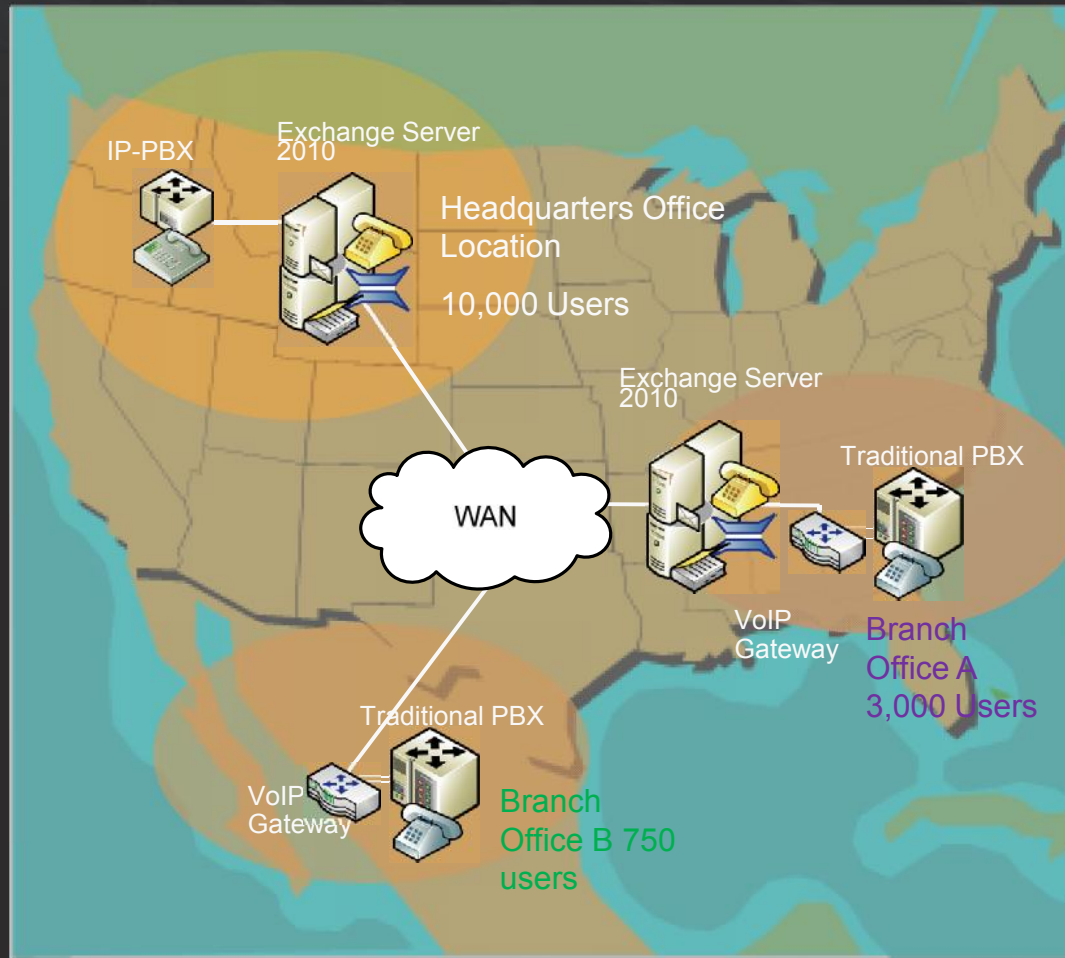 IP-PBX
Exchange Server
2010
Headquarters Office
Location
10,000 Users
Exchange Server
2010
Traditional PBX
WAN
VoIP
Gateway
Branch
Office A
3,000 Users
Traditional PBX
VoIP
Gateway
Branch
Office B 750
users